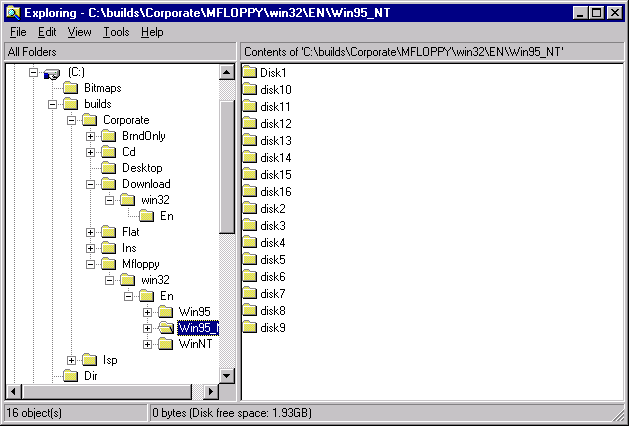 Exploring - C:\builds\Corporate\MFLOPPY\win32\EN\Win95_NT
File Edit View Tools Help
All Folders
Contents of 'C:\builds\Corporate\MFLOPPY\win32\EN\Win95_NT'
(C:)
Bitmaps
builds
Corporate
BrndOnly
Cd
Desktop
Download
win32
En
Flat
Ins
Mfloppy
win32
En
Win95
Win95_
WinNT
Isp
Dir
Disk1
disk10
disk11
disk12
disk13
disk14
disk15
disk16
disk2
disk3
disk4
disk5
disk6
disk7
disk8
disk9
16 object(s)
0 bytes (Disk free space: 1.93GB)